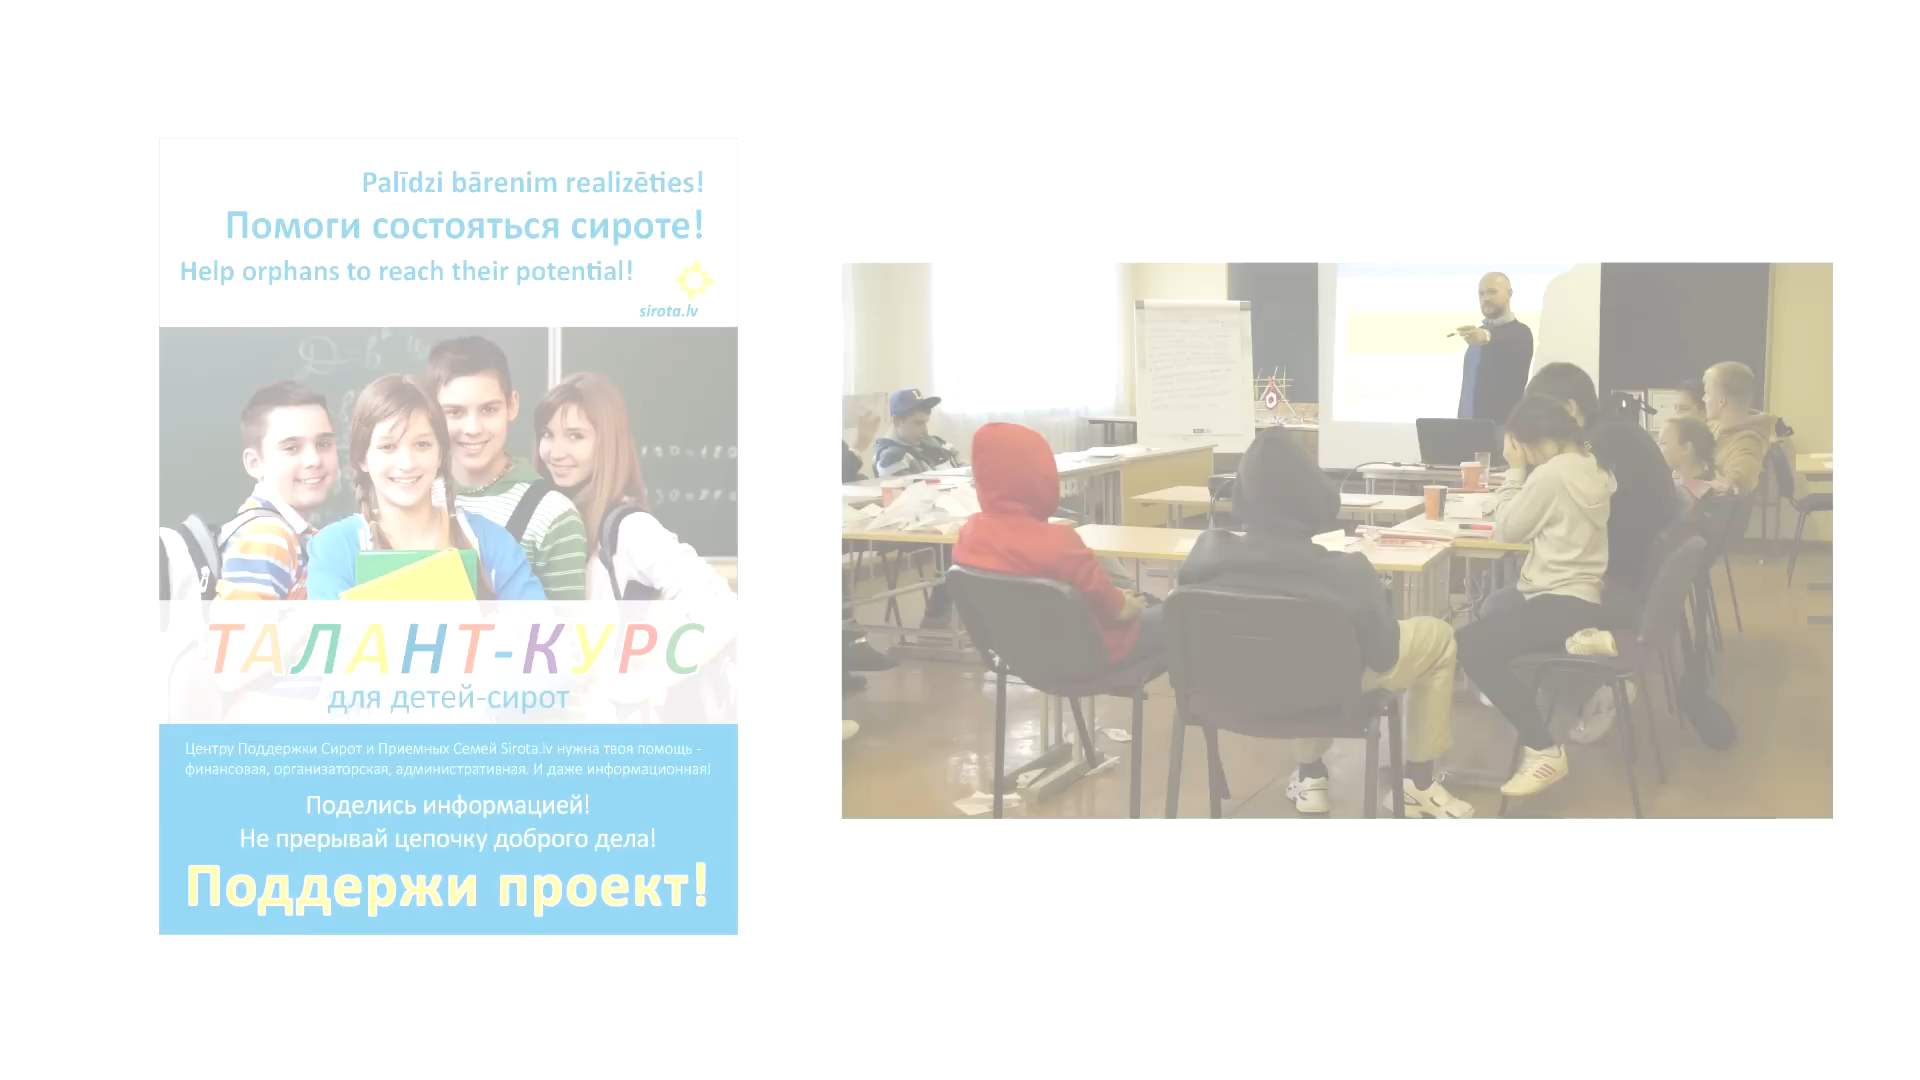 Palīdzi bārenim realizēties!
Помоги состояться сироте!
Help orphans to reach their potential!
sirota.lv
ТАЛАНТ-КУРС
для детей-сирот
Центру Поддержки Сирот и Приемных Семей Sirota.lv нужна твоя помощь -
финансовая, организаторская, административная. И даже информационная!
Поделись информацией!
Не прерывай цепочку доброго дела!
Поддержи проект!